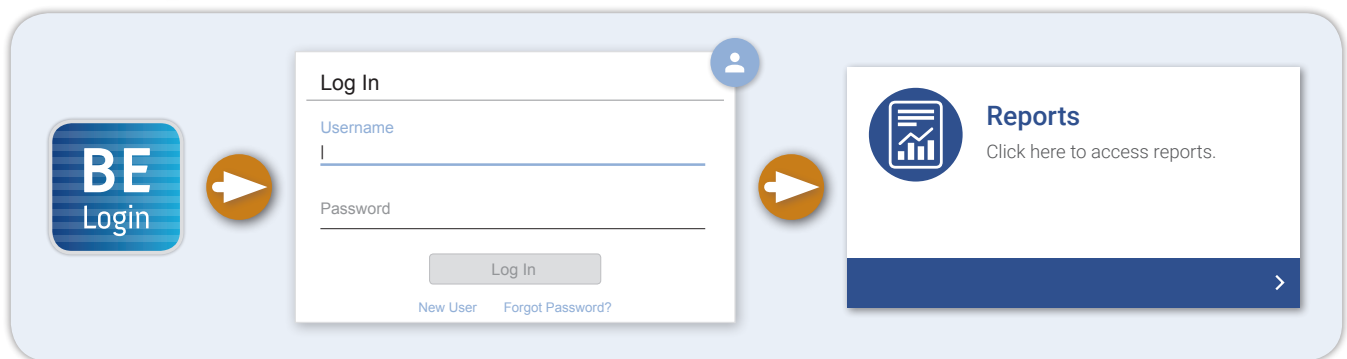 BE
Login
Log In
Username
Password
Log In
New User Forgot Password?
Reports
Click here to access reports.